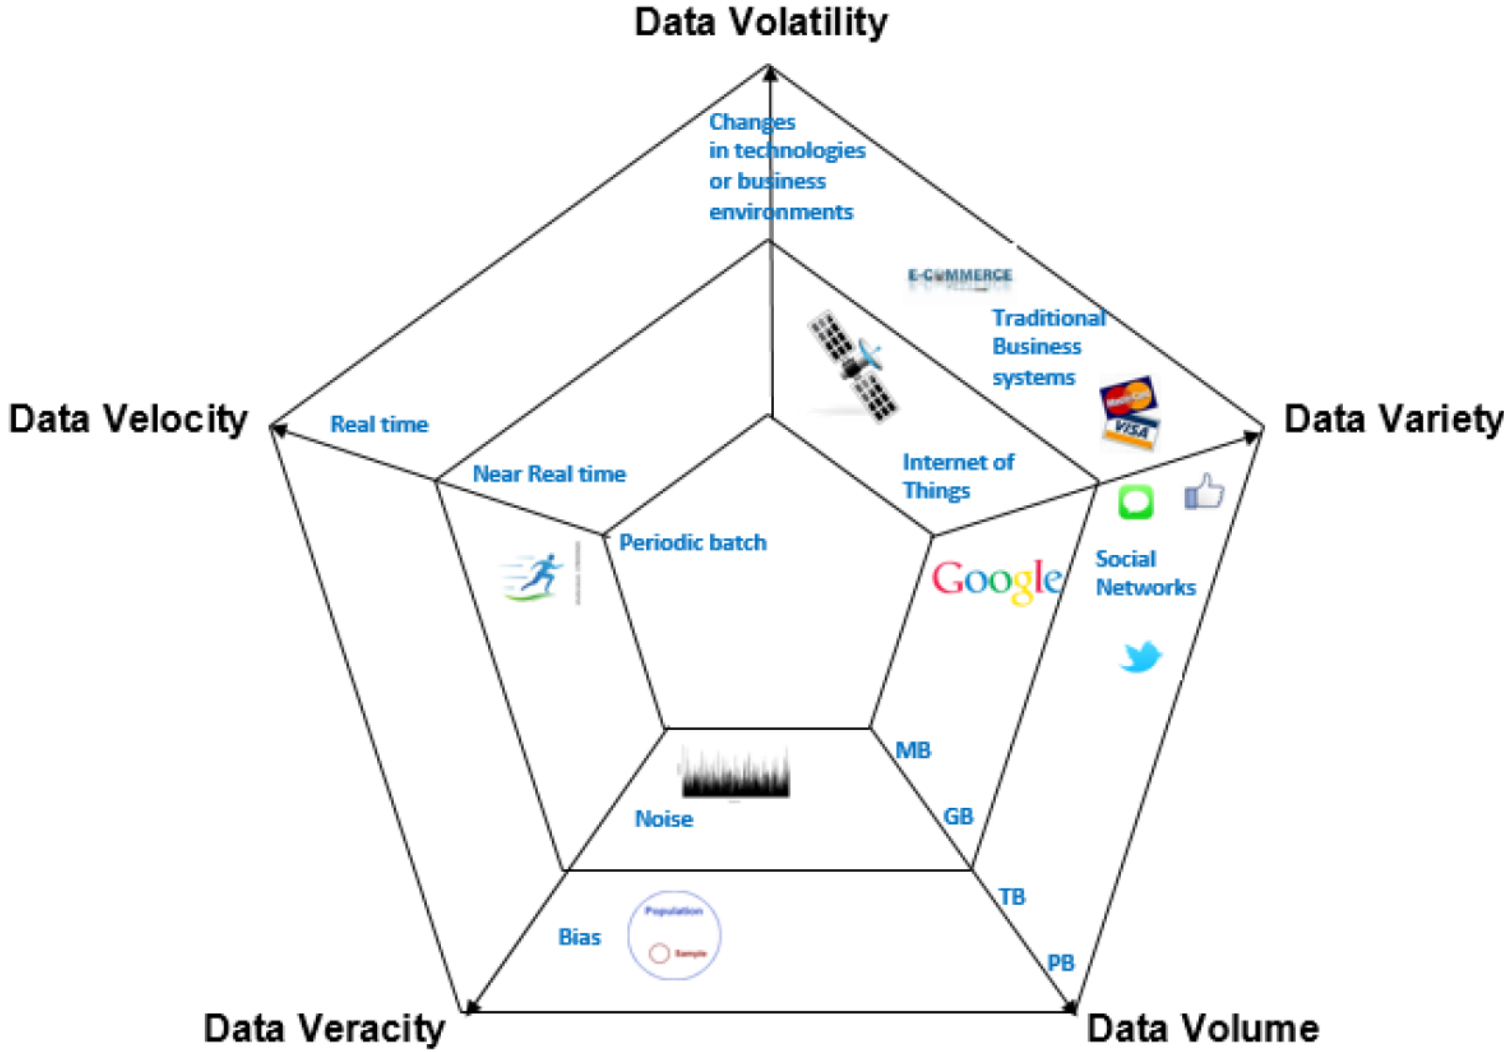 Data Volatility
Changes
in technologies
or business
environments
E-COMMERCE
Traditional
Business
systems
MasterCard
VISA
Data Velocity
Real time
Data Variety
Near Real time
Internet of
Things
Periodic batch
Google
Social
Networks
MB
Noise
GB
TB
Population
Bias
Sample
PB
Data Veracity
Data Volume